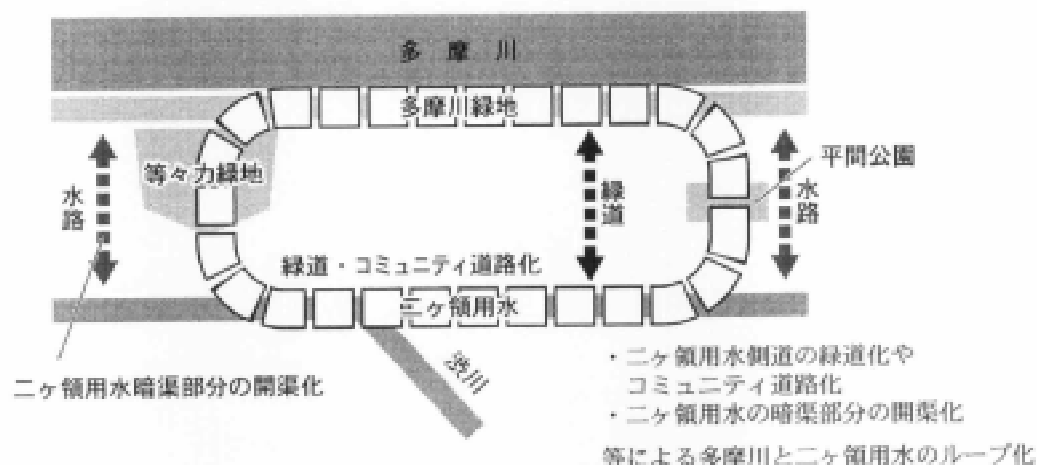 多摩川
多摩川緑地
等々力緑地
水路
緑道
水路
平間公園
緑道・コミュニティ道路化
二ヶ領用水
渋川
二ヶ領用水暗渠部分の開渠化
・二ヶ領用水側道の緑道化や
コミュニティ道路化
・二ヶ領用水の暗渠部分の開渠化
等による多摩川と二ヶ領用水のループ化